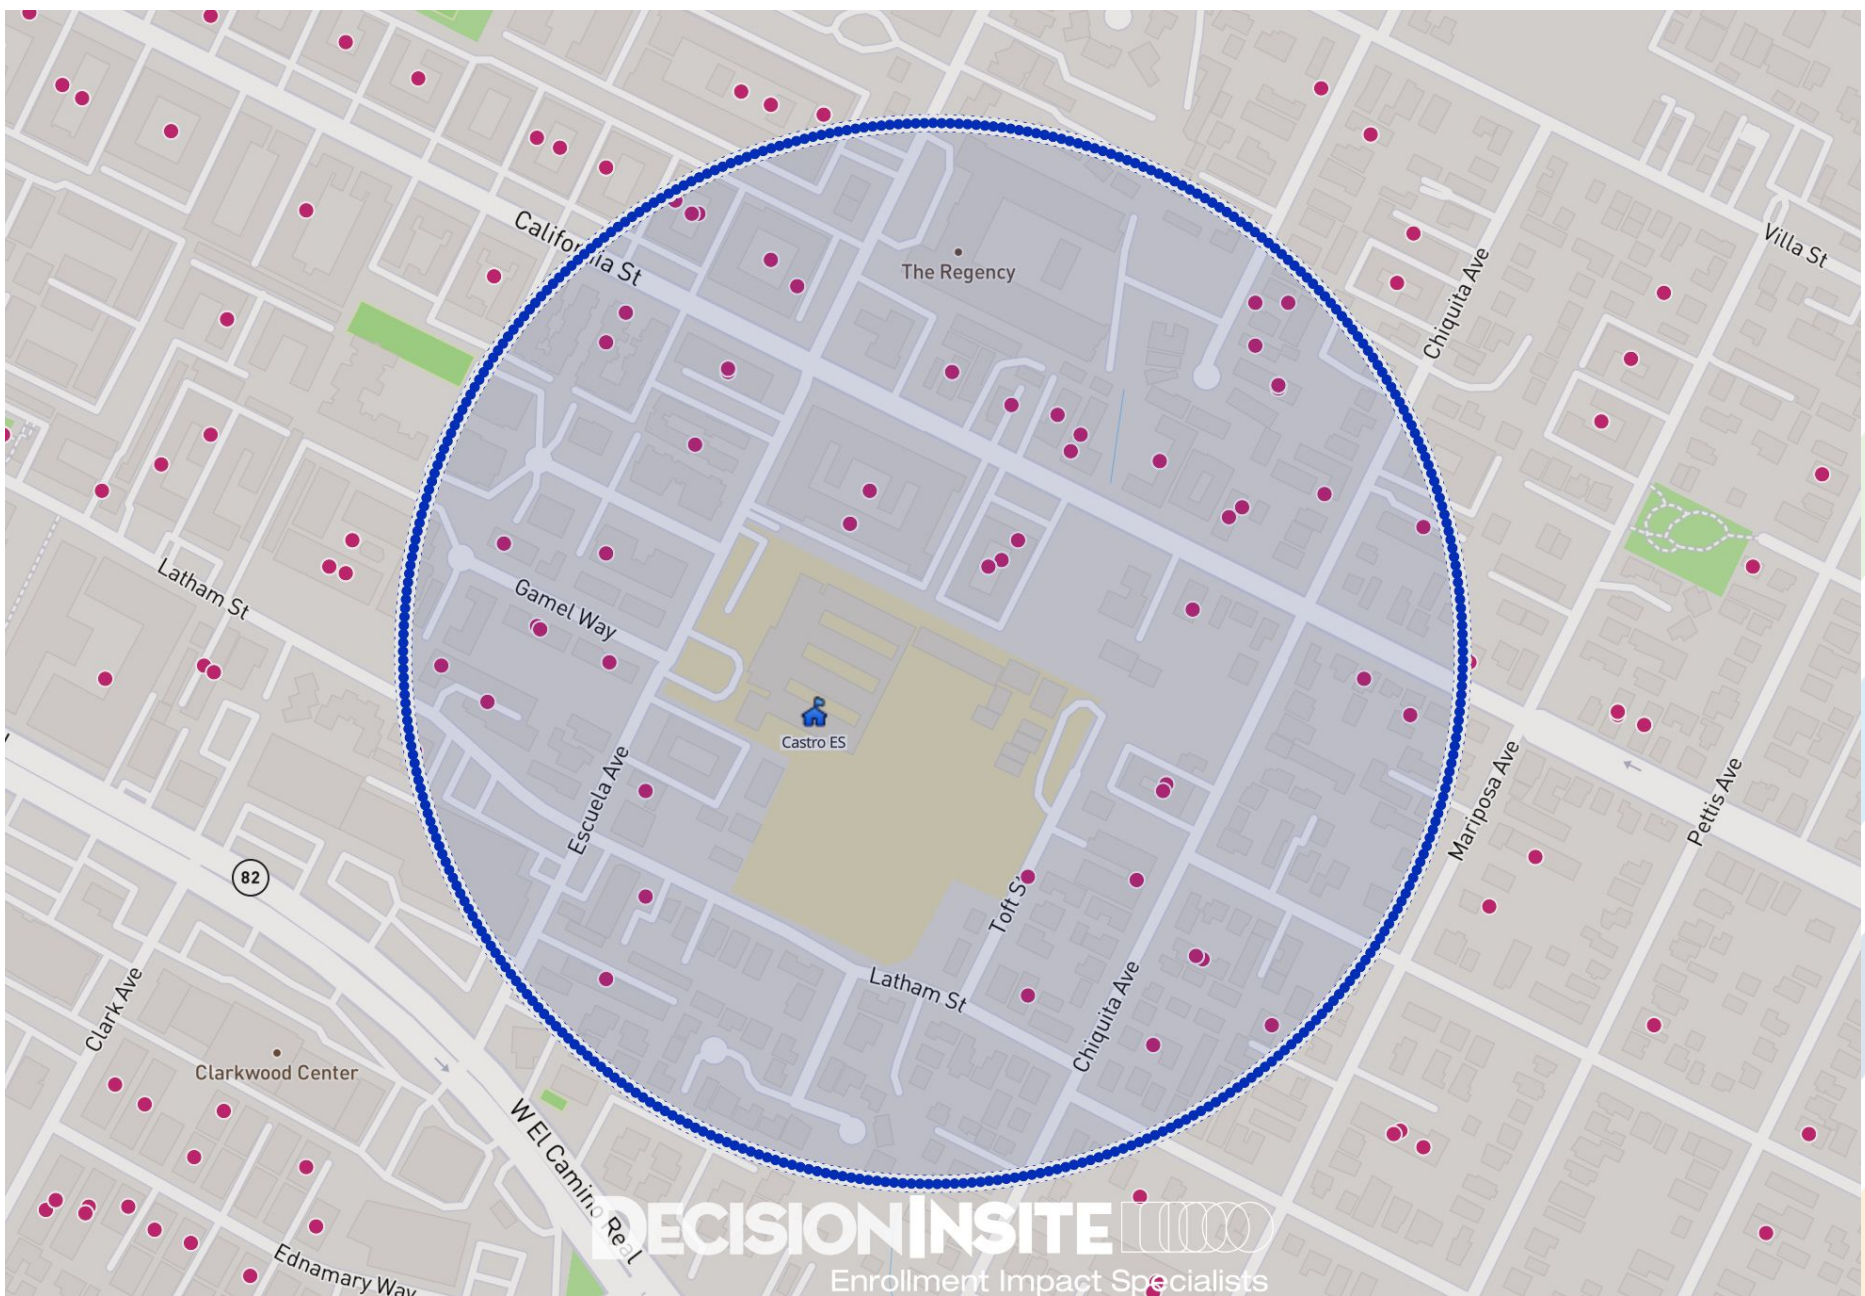 California St
The Regency
Villa St
Chiquita Ave
Latham St
Gamel Way
Castro ES
Escuela Ave
Mariposa Ave
Pettis Ave
82
Toft S
Latham St
Chiquita Ave
Clark Ave
Clarkwood Center
W El Camino Real
Ednamary Way
DECISIONINSITE
Enrollment Impact Specialists